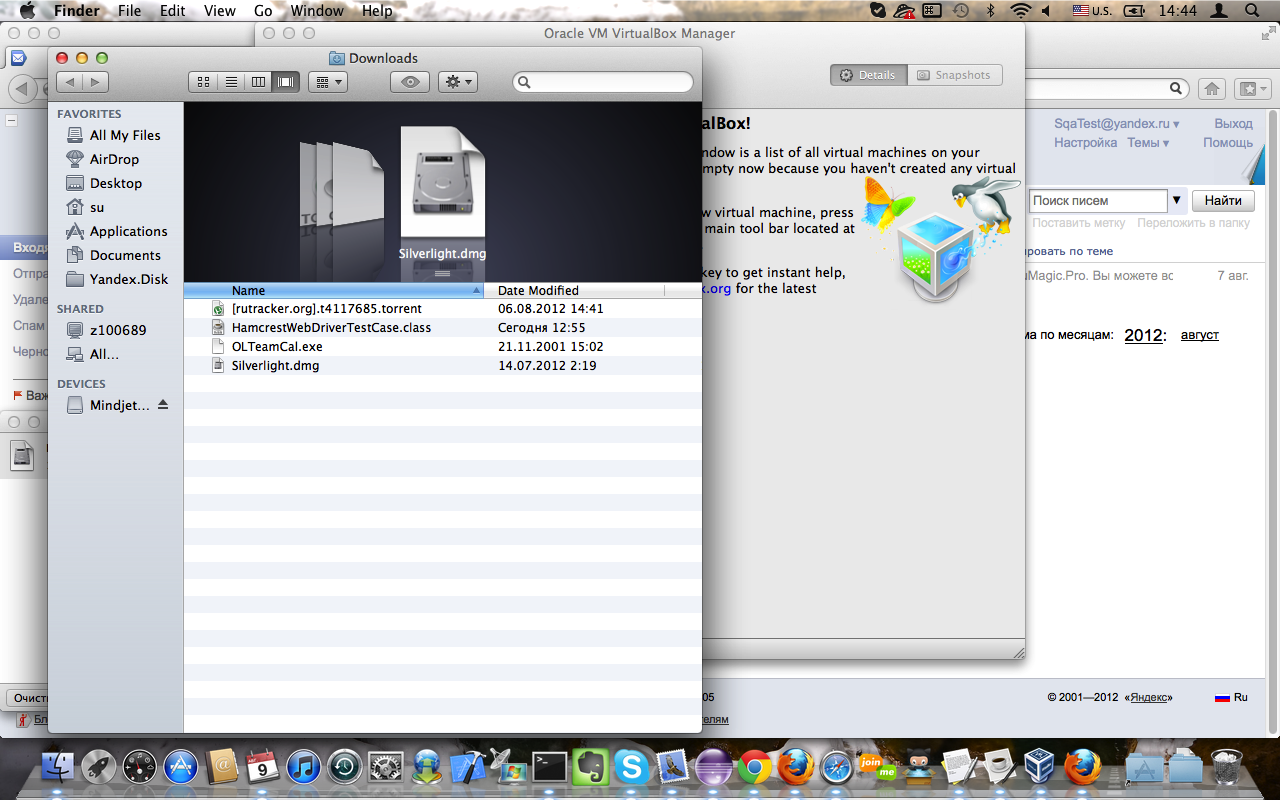 Finder File Edit View Go Window Help
U.S. 14:44
Oracle VM VirtualBox Manager
Downloads
Details Snapshots
FAVORITES
All My Files
AirDrop
Desktop
su
Applications
Documents
Yandex.Disk
SHARED
z100689
All...
DEVICES
Mindjet...
Silverlight.dmg
Name Date Modified
[rutracker.org].t4117685.torrent 06.08.2012 14:41
HamcrestWebDriverTestCase.class Сегодня 12:55
OLTeamCal.exe 21.11.2001 15:02
Silverlight.dmg 14.07.2012 2:19
alBox!
ndow is a list of all virtual machines on your
mpty now because you haven't created any virtual
w virtual machine, press
main tool bar located at
key to get instant help,
x.org for the latest
SqaTest@yandex.ru Выход
Настройка Темы Помощь
Поиск писем Найти
Поставить метку Переложить в папку
ировать по теме
uMagic.Pro. Вы можете вс 7 авг.
ма по месяцам: 2012: август
Входя
Отпра
Удале
Спам
Черно
Важ
Очист
Бл
05
телям
© 2001—2012 «Яндекс» Ru
9
join me